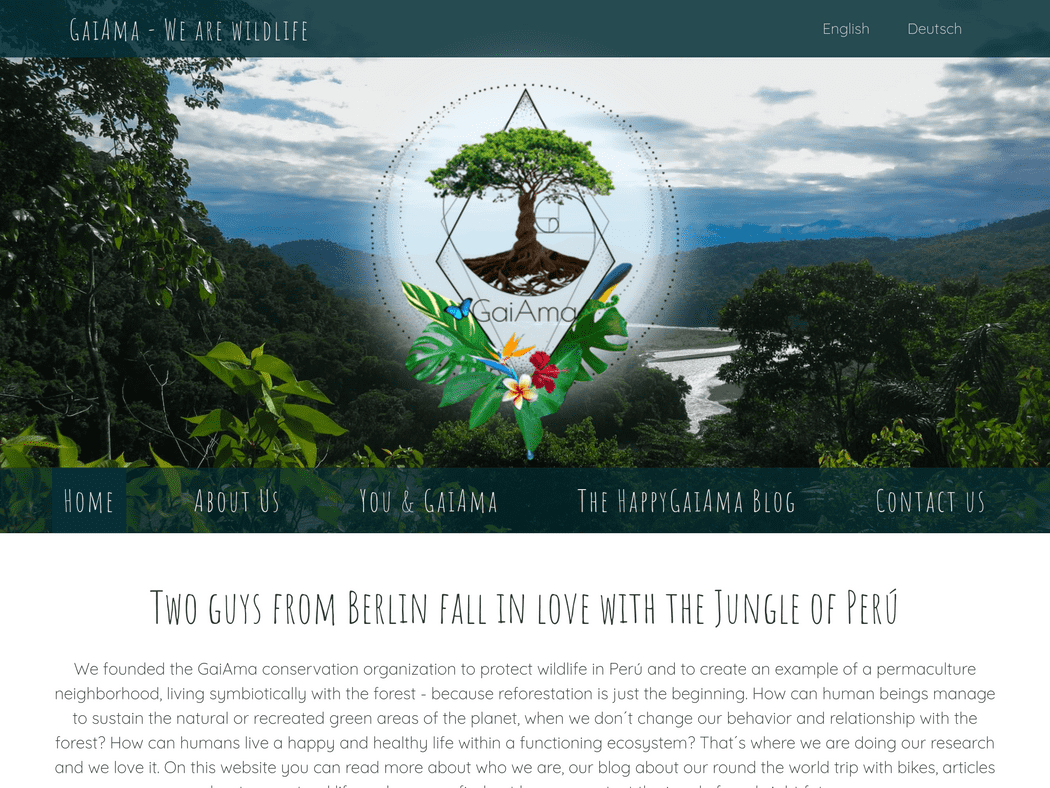 GaiAma - We are wildlife
English Deutsch
GaiAma
Home About Us You & GaiAma The HappyGaiAma Blog Contact us
Two guys from Berlin fall in love with the Jungle of Perú
We founded the GaiAma conservation organization to protect wildlife in Perú and to create an example of a permaculture
neighborhood, living symbiotically with the forest - because reforestation is just the beginning. How can human beings manage
to sustain the natural or recreated green areas of the planet, when we don´t change our behavior and relationship with the
forest? How can humans live a happy and healthy life within a functioning ecosystem? That´s where we are doing our research
and we love it. On this website you can read more about who we are, our blog about our round the world trip with bikes, articles